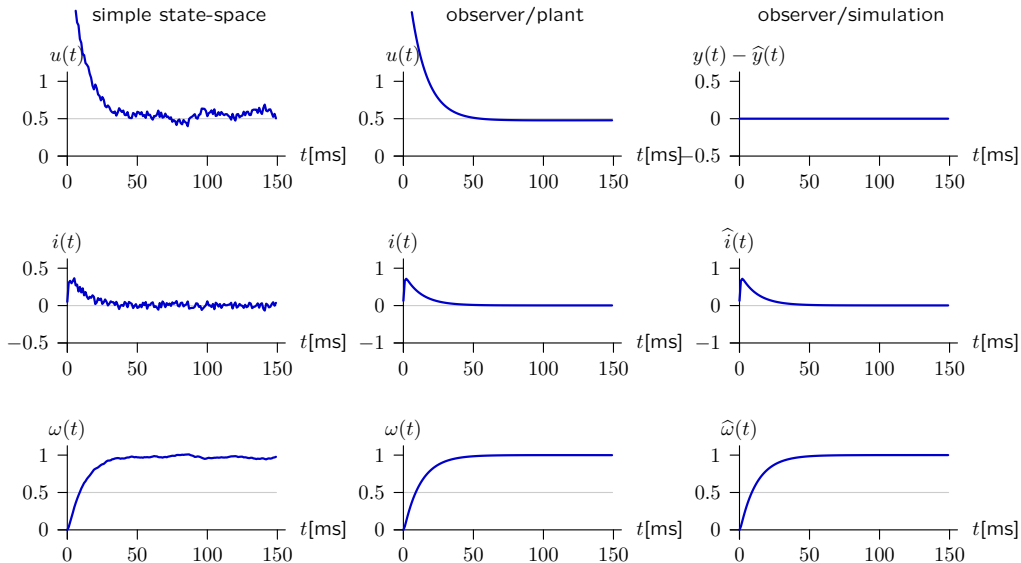 simple state-space observer/plant observer/simulation
u(t) u(t) y(t) − ŷ(t)
1 1 0.5
0.5 0.5 0
0 t[ms] 0 t[ms] −0.5 t[ms]
0 50 100 150 0 50 100 150 0 50 100 150
i(t) i(t) î(t)
0.5 1 1
0 0 0
−0.5 t[ms] −1 t[ms] −1 t[ms]
0 50 100 150 0 50 100 150 0 50 100 150
ω(t) ω(t) ω̂(t)
1 1 1
0.5 0.5 0.5
0 t[ms] 0 t[ms] 0 t[ms]
0 50 100 150 0 50 100 150 0 50 100 150